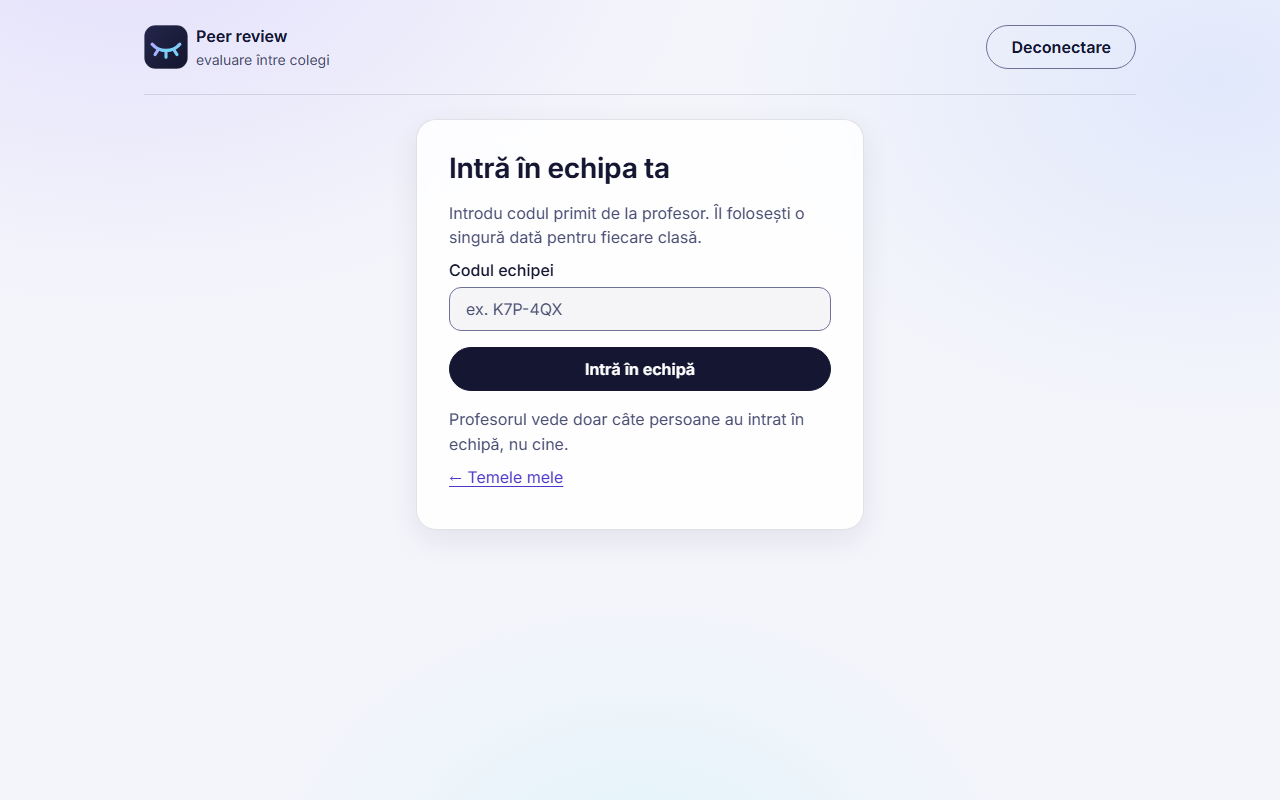 Peer review
evaluare între colegi
Deconectare
Intră în echipa ta
Introdu codul primit de la profesor. Îl folosești o
singură dată pentru fiecare clasă.
Codul echipei
ex. K7P-4QX
Intră în echipă
Profesorul vede doar câte persoane au intrat în
echipă, nu cine.
← Temele mele